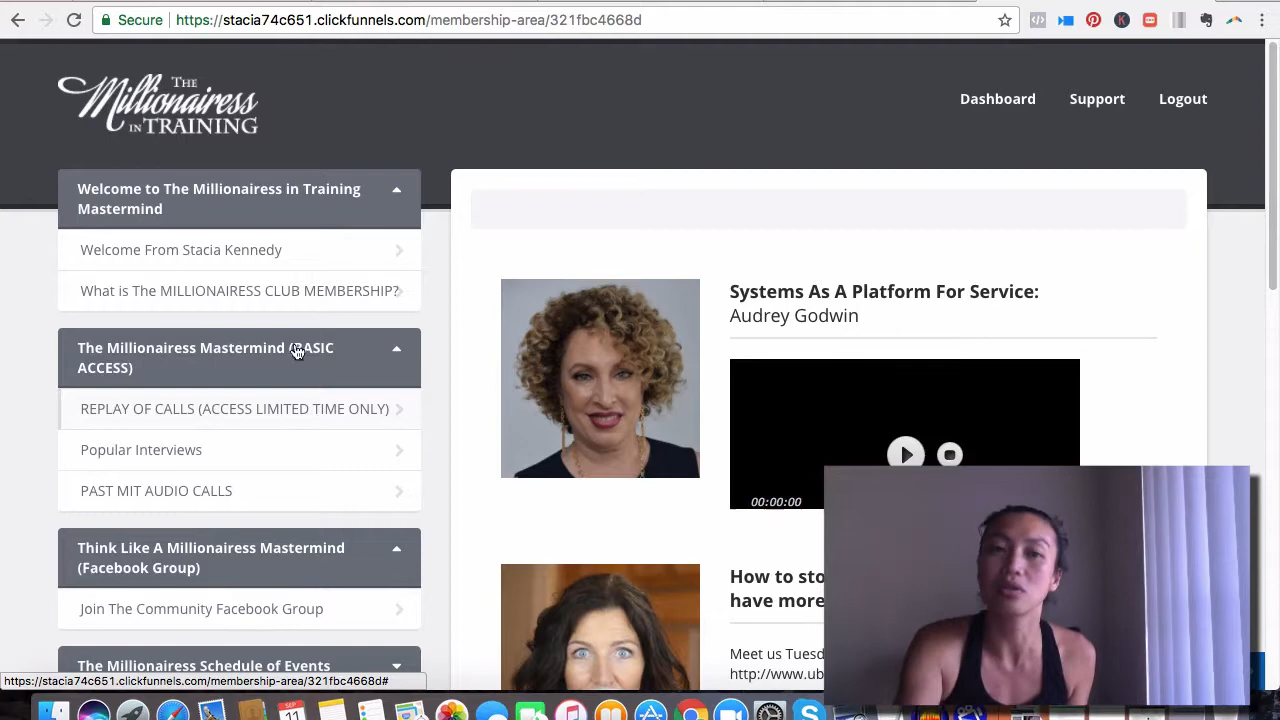 Secure
https://stacia74c651.clickfunnels.com/membership-area/321fbc4668d
THE
Millionairess
IN TRAINING
Dashboard
Support
Logout
Welcome to The Millionairess in Training
Mastermind
Welcome From Stacia Kennedy
What is The MILLIONAIRESS CLUB MEMBERSHIP?
The Millionairess Mastermind (BASIC
ACCESS)
REPLAY OF CALLS (ACCESS LIMITED TIME ONLY)
Popular Interviews
PAST MIT AUDIO CALLS
Think Like A Millionairess Mastermind
(Facebook Group)
Join The Community Facebook Group
The Millionairess Schedule of Events
Systems As A Platform For Service:
Audrey Godwin
00:00:00
How to sto
have more
Meet us Tuesd
http://www.ub
https://stacia74c651.clickfunnels.com/membership-area/321fbc4668d#